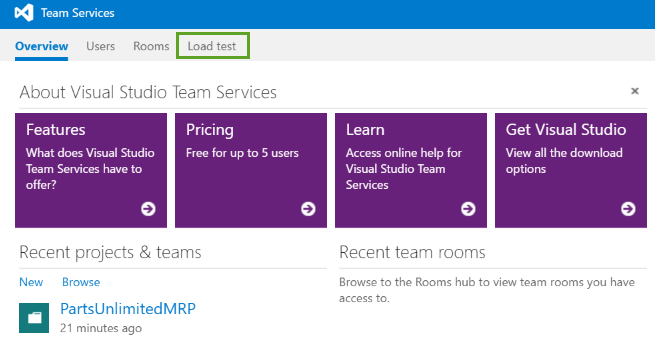 Team Services
Overview Users Rooms Load test
About Visual Studio Team Services
Features
What does Visual Studio
Team Services have to
offer?
Pricing
Free for up to 5 users
Learn
Access online help for
Visual Studio Team
Services
Get Visual Studio
View all the download
options
Recent projects & teams
New Browse
PartsUnlimitedMRP
21 minutes ago
Recent team rooms
Browse to the Rooms hub to view team rooms you have
access to.